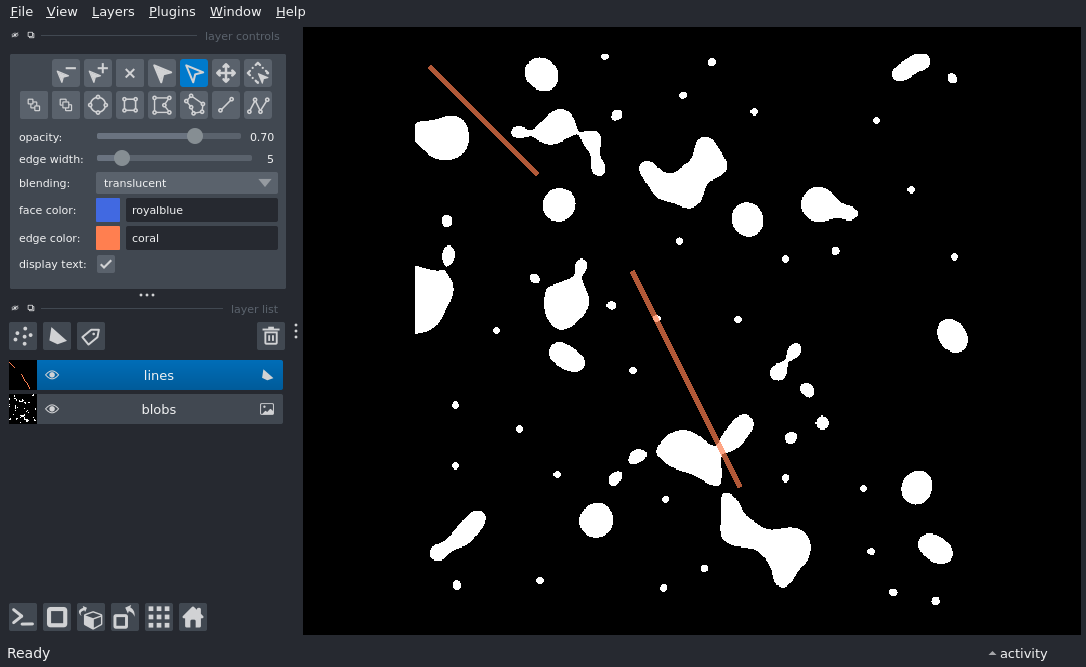 File View Layers Plugins Window Help
layer controls
opacity: 0.70
edge width: 5
blending: translucent
face color: royalblue
edge color: coral
display text:
layer list
lines
blobs
Ready
activity